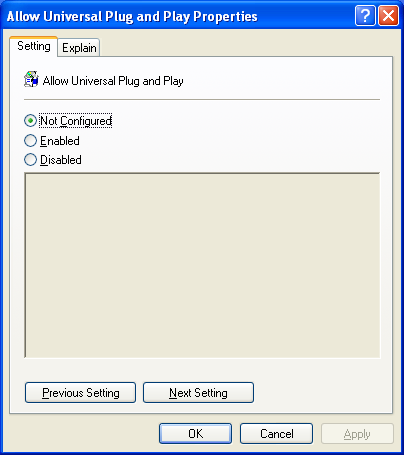 Allow Universal Plug and Play Properties
?
Setting
Explain
Allow Universal Plug and Play
Not Configured
Enabled
Disabled
Previous Setting
Next Setting
OK
Cancel
Apply